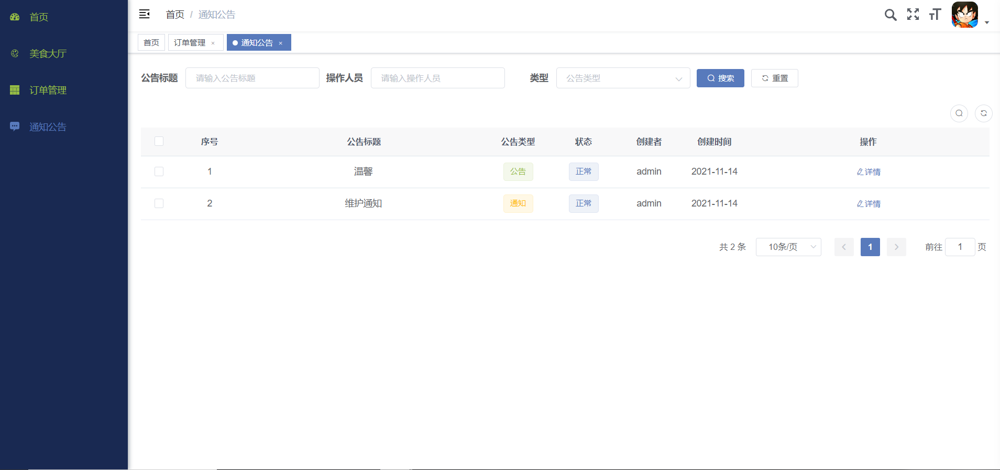 首页
美食大厅
订单管理
通知公告
首页 / 通知公告
首页 订单管理 × 通知公告 ×
公告标题 请输入公告标题 操作人员 请输入操作人员 类型 公告类型 搜索 重置
序号 公告标题 公告类型 状态 创建者 创建时间 操作
1 温馨 公告 正常 admin 2021-11-14 详情
2 维护通知 通知 正常 admin 2021-11-14 详情
共 2 条 10条/页 1 前往 1 页